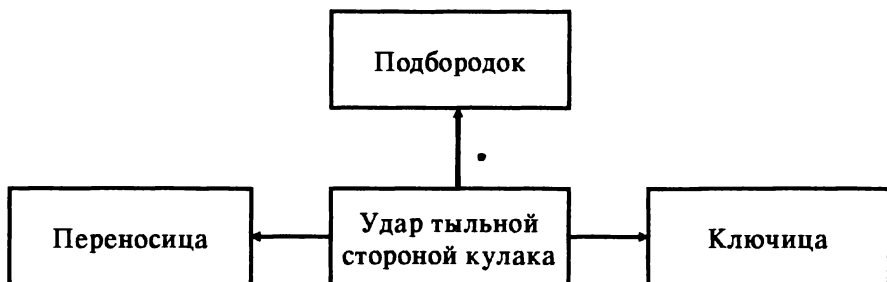 Подбородок
Переносица
Удар тыльной
стороной кулака
Ключица